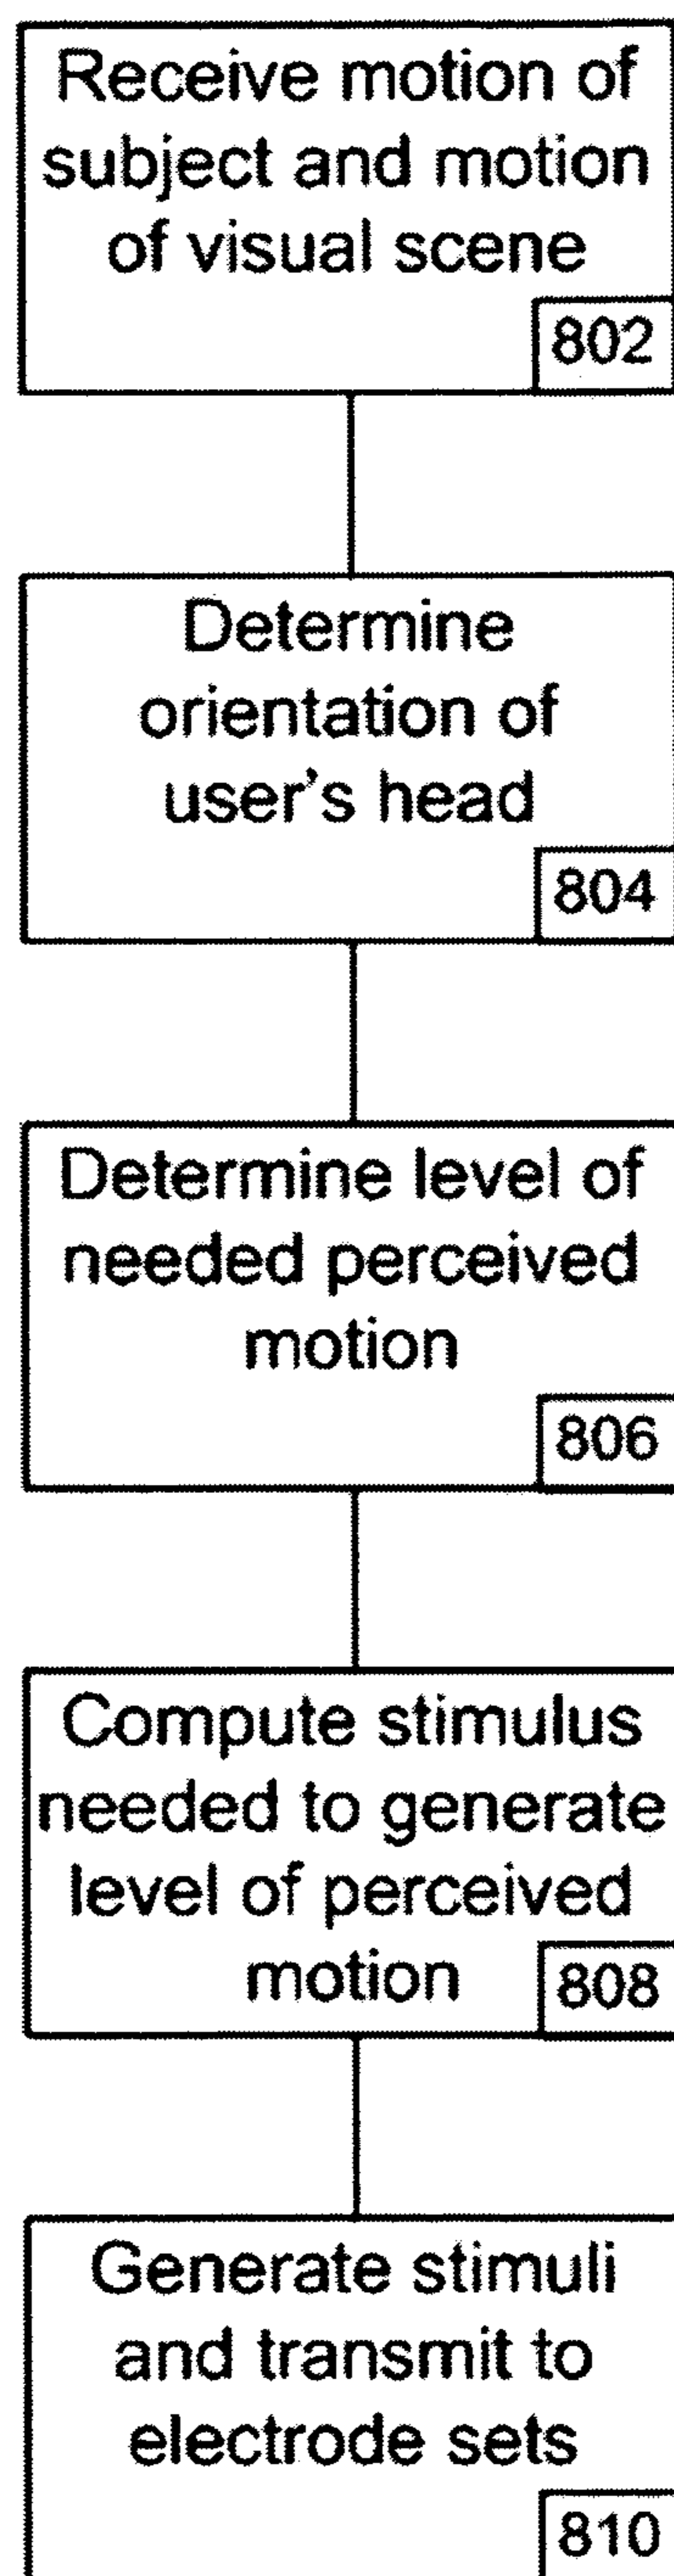 Receive motion of
subject and motion
of visual scene
802
Determine
orientation of
user's head
804
Determine level of
needed perceived
motion
806
Compute stimulus
needed to generate
level of perceived
motion
808
Generate stimuli
and transmit to
electrode sets
810